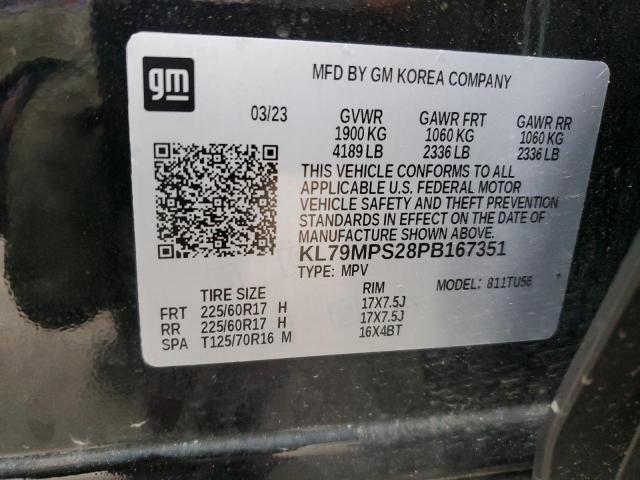 gm
MFD BY GM KOREA COMPANY
03/23 GVWR GAWR FRT GAWR RR
1900 KG 1060 KG 1060 KG
4189 LB 2336 LB 2336 LB
THIS VEHICLE CONFORMS TO ALL
APPLICABLE U.S. FEDERAL MOTOR
VEHICLE SAFETY AND THEFT PREVENTION
STANDARDS IN EFFECT ON THE DATE OF
MANUFACTURE SHOWN ABOVE.
KL79MPS28PB167351
TYPE: MPV MODEL: 811TU56
TIRE SIZE RIM
FRT 225/60R17 H 17X7.5J
RR 225/60R17 H 17X7.5J
SPA T125/70R16 M 16X4BT